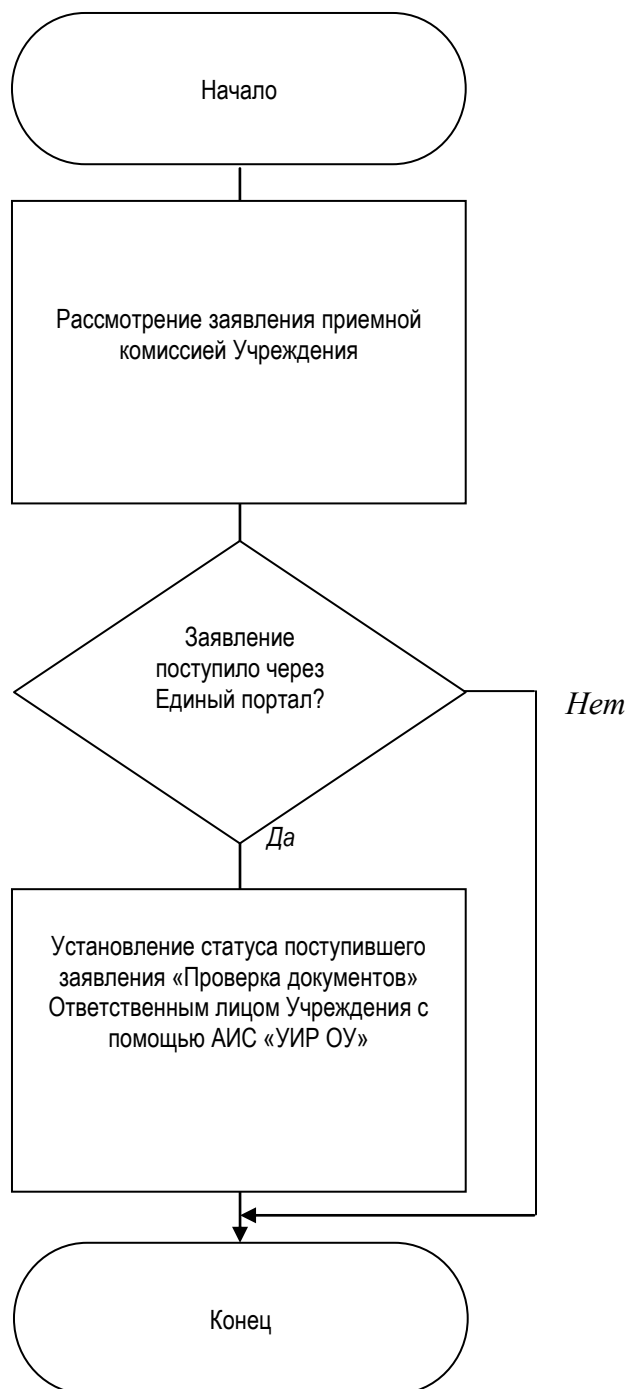 Начало
Рассмотрение заявления приемной
комиссией Учреждения
Заявление
поступило через
Единый портал?
Нет
Да
Установление статуса поступившего
заявления «Проверка документов»
Ответственным лицом Учреждения с
помощью АИС «УИР ОУ»
Конец